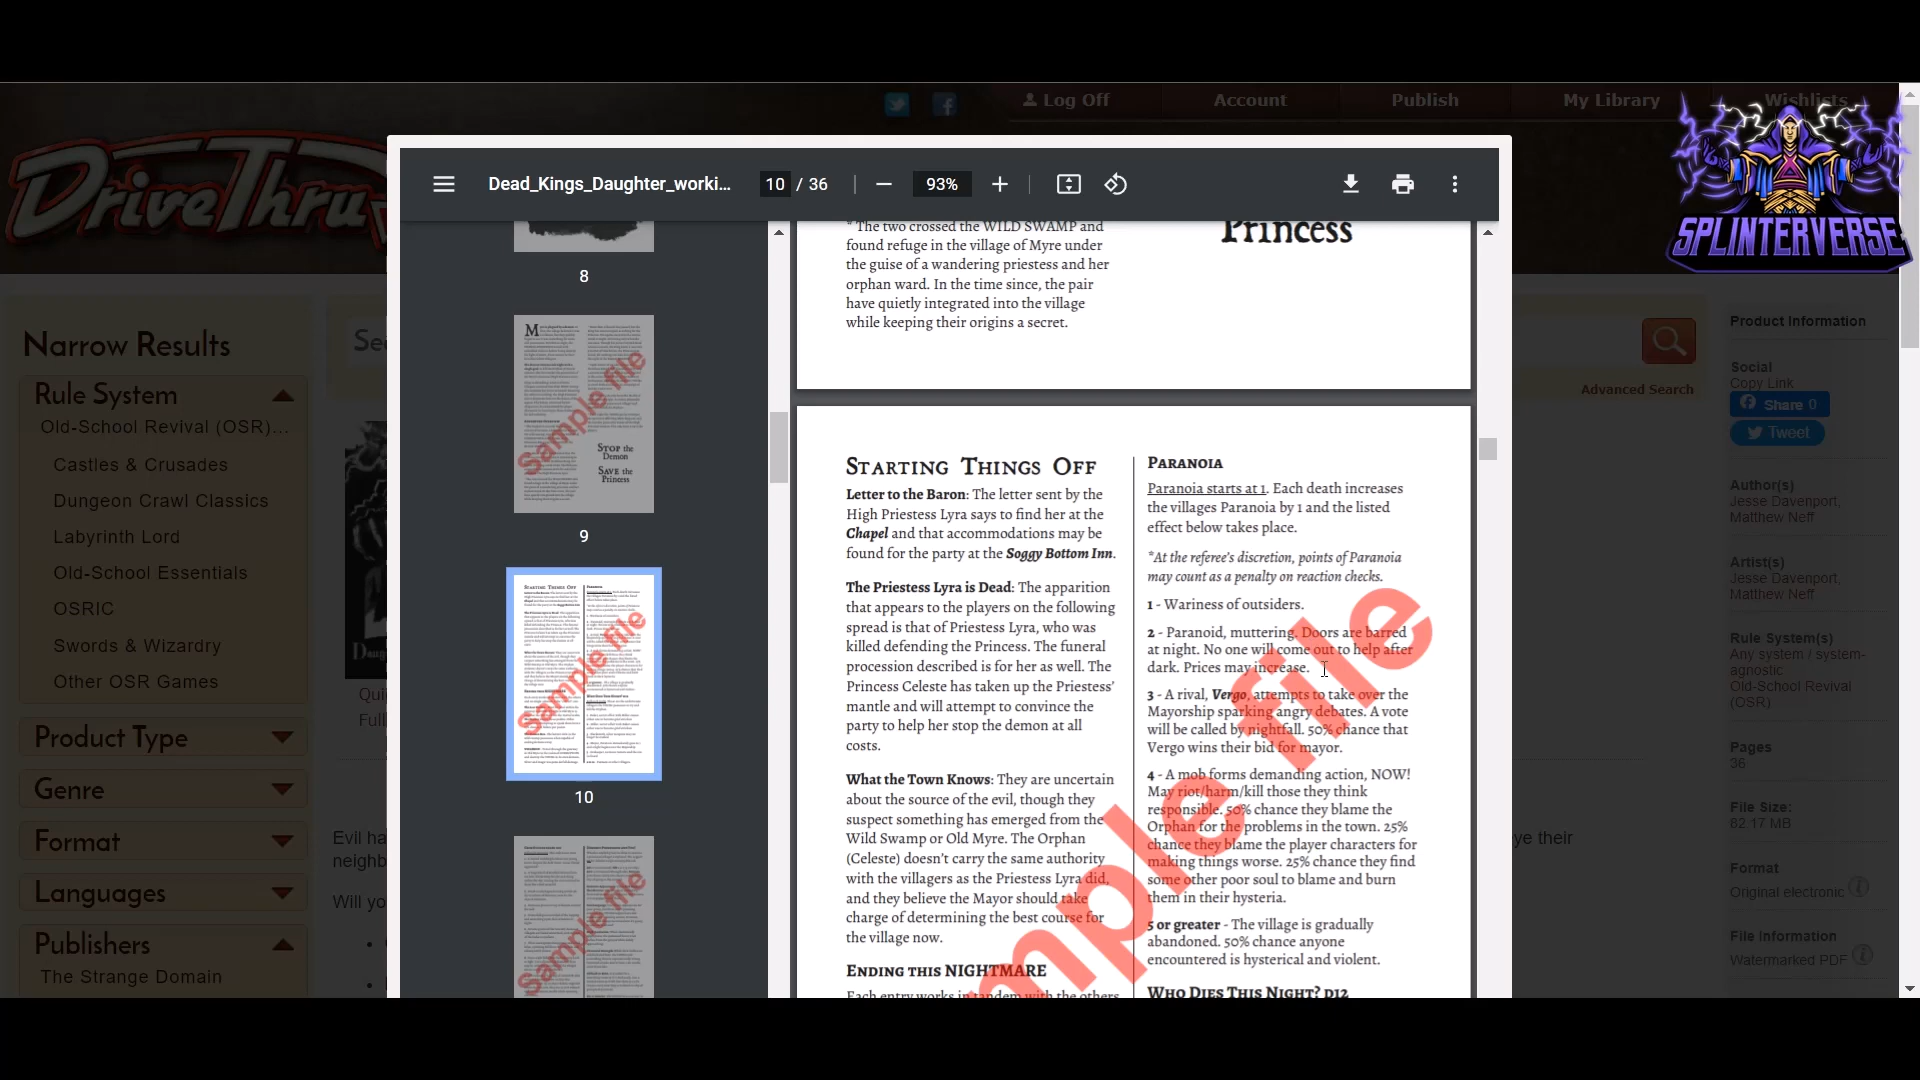 Log Off
Account
Publish
My Library
Wishlists
SPLINTERVERSE
DriveThru
Dead_Kings_Daughter_worki...
10 / 36
93%
8
9
10
Sample file
STOP the
Demon
SAVE the
Princess
Sample file
Sample file
* The two crossed the WILD SWAMP and
found refuge in the village of Myre under
the guise of a wandering priestess and her
orphan ward. In the time since, the pair
have quietly integrated into the village
while keeping their origins a secret.
Princess
STARTING THINGS OFF
Letter to the Baron: The letter sent by the
High Priestess Lyra says to find her at the
Chapel and that accommodations may be
found for the party at the Soggy Bottom Inn.
The Priestess Lyra is Dead: The apparition
that appears to the players on the following
spread is that of Priestess Lyra, who was
killed defending the Princess. The funeral
procession described is for her as well. The
Princess Celeste has taken up the Priestess'
mantle and will attempt to convince the
party to help her stop the demon at all
costs.
What the Town Knows: They are uncertain
about the source of the evil, though they
suspect something has emerged from the
Wild Swamp or Old Myre. The Orphan
(Celeste) doesn't carry the same authority
with the villagers as the Priestess Lyra did,
and they believe the Mayor should take
charge of determining the best course for
the village now.
ENDING THIS NIGHTMARE
Each entry works in tandem with the others
PARANOIA
Paranoia starts at 1. Each death increases
the villages Paranoia by 1 and the listed
effect below takes place.
*At the referee's discretion, points of Paranoia
may count as a penalty on reaction checks.
1 - Wariness of outsiders.
2 - Paranoid, muttering. Doors are barred
at night. No one will come out to help after
dark. Prices may increase.
3 - A rival, Vergo, attempts to take over the
Mayorship sparking angry debates. A vote
will be called by nightfall. 50% chance that
Vergo wins their bid for mayor.
4 - A mob forms demanding action, NOW!
May riot/harm/kill those they think
responsible. 50% chance they blame the
Orphan for the problems in the town. 25%
chance they blame the player characters for
making things worse. 25% chance they find
some other poor soul to blame and burn
them in their hysteria.
5 or greater - The village is gradually
abandoned. 50% chance anyone
encountered is hysterical and violent.
WHO DIES THIS NIGHT? D12
mple file
Narrow Results
Rule System
Old-School Revival (OSR)...
Castles & Crusades
Dungeon Crawl Classics
Labyrinth Lord
Old-School Essentials
OSRIC
Swords & Wizardry
Other OSR Games
Product Type
Genre
Format
Languages
Publishers
The Strange Domain
Evil ha
neighb
Will yo
ye their
Advanced Search
Product Information
Social
Copy Link
Share 0
Tweet
Author(s)
Jesse Davenport,
Matthew Neff
Artist(s)
Jesse Davenport,
Matthew Neff
Rule System(s)
Any system / system-
agnostic
Old-School Revival
(OSR)
Pages
36
File Size:
82.17 MB
Format
Original electronic
File Information
Watermarked PDF